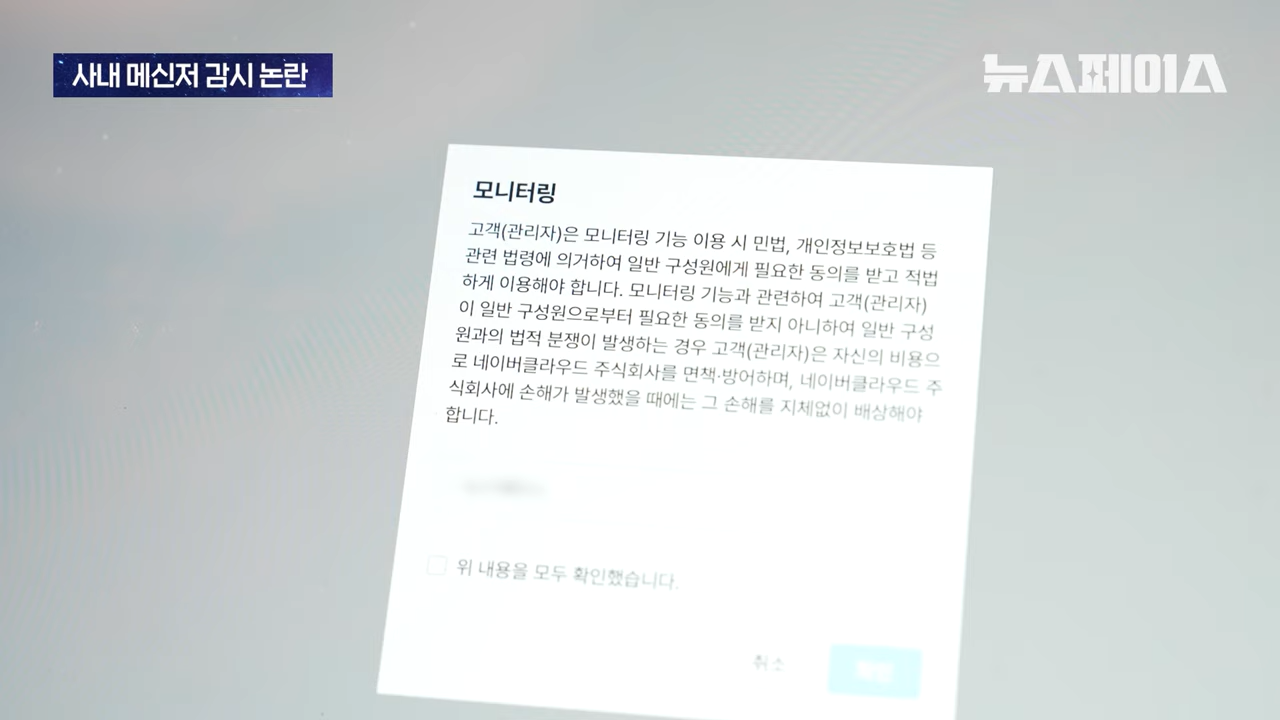 사내 메신저 감시 논란
뉴스페이스
모니터링
고객(관리자)은 모니터링 기능 이용 시 민법, 개인정보보호법 등
관련 법령에 의거하여 일반 구성원에게 필요한 동의를 받고 적법
하게 이용해야 합니다. 모니터링 기능과 관련하여 고객(관리자)
이 일반 구성원으로부터 필요한 동의를 받지 아니하여 일반 구성
원과의 법적 분쟁이 발생하는 경우 고객(관리자)은 자신의 비용으
로 네이버클라우드 주식회사를 면책·방어하며, 네이버클라우드 주
식회사에 손해가 발생했을 때에는 그 손해를 지체없이 배상해야
합니다.
위 내용을 모두 확인했습니다.
취소